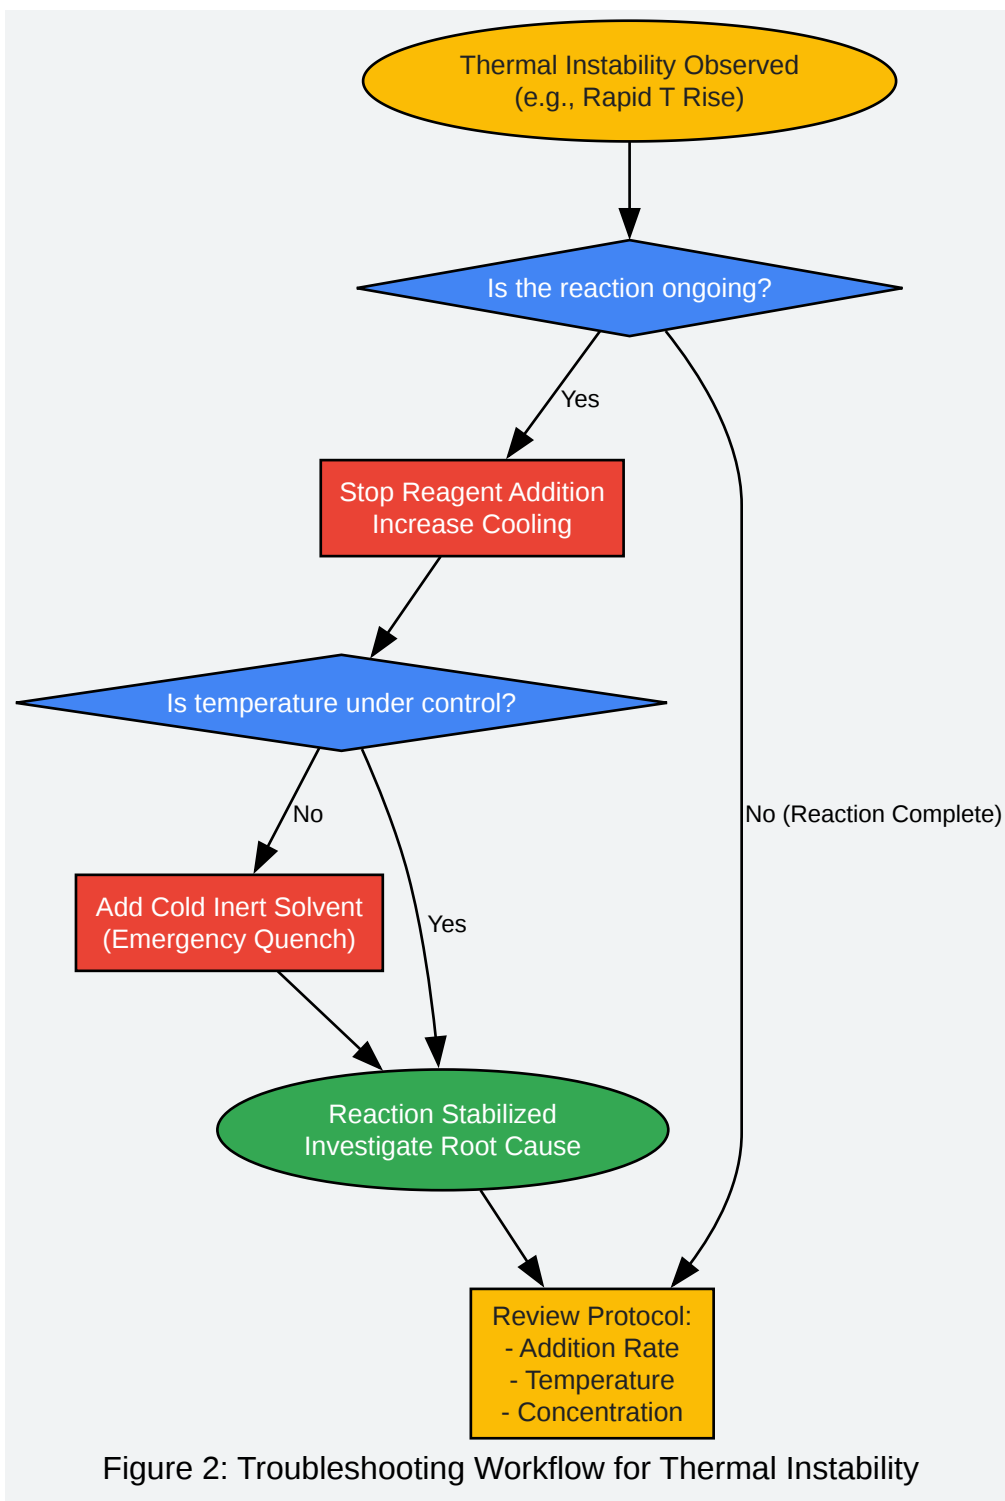 Thermal Instability Observed
(e.g., Rapid T Rise)
Is the reaction ongoing?
Yes
Stop Reagent Addition
Increase Cooling
Is temperature under control?
No
No (Reaction Complete)
Add Cold Inert Solvent
(Emergency Quench)
Yes
Reaction Stabilized
Investigate Root Cause
Review Protocol:
- Addition Rate
- Temperature
- Concentration
Figure 2: Troubleshooting Workflow for Thermal Instability